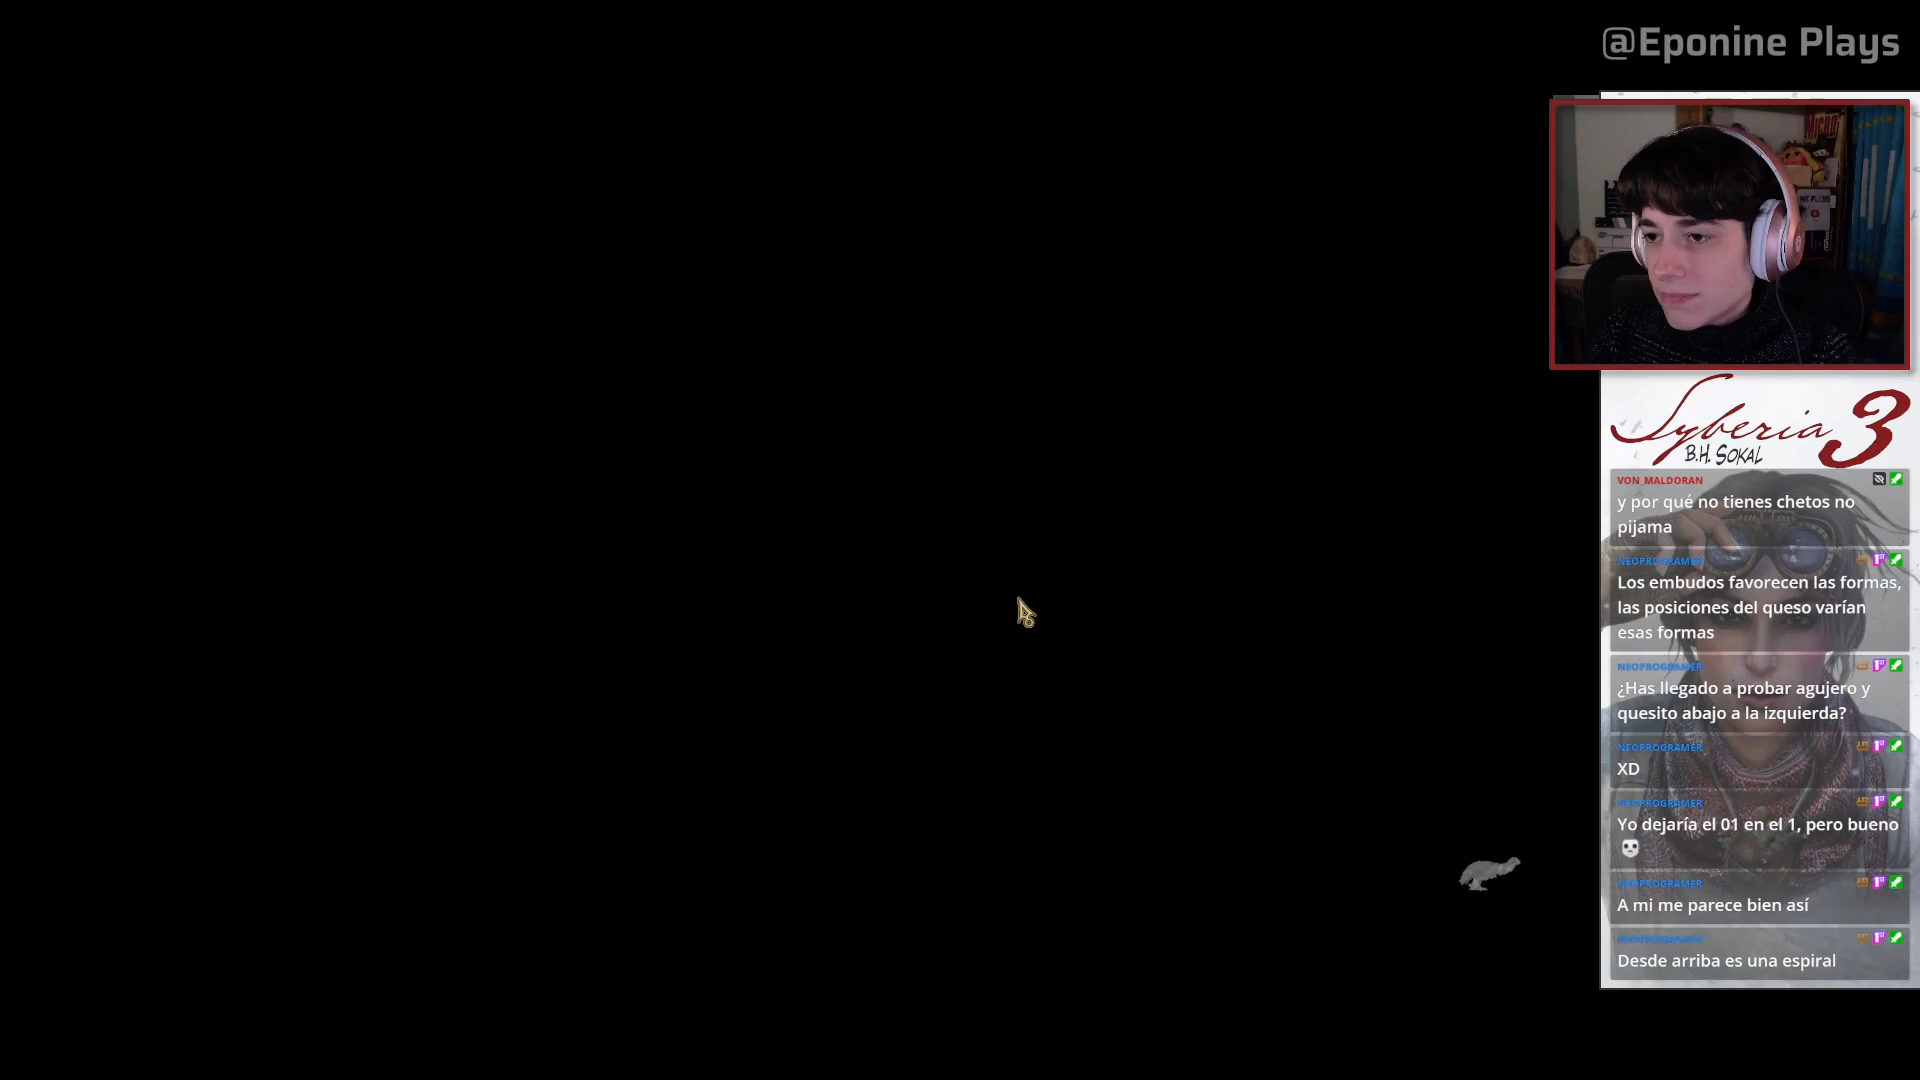 @Eponine Plays
Syberia 3
B.H. SOKAL
VON_MALDORAN
y por qué no tienes chetos no
pijama
NEOPROGRAMER
Los embudos favorecen las formas,
las posiciones del queso varían
esas formas
NEOPROGRAMER
¿Has llegado a probar agujero y
quesito abajo a la izquierda?
NEOPROGRAMER
XD
NEOPROGRAMER
Yo dejaría el 01 en el 1, pero bueno
NEOPROGRAMER
A mi me parece bien así
NEOPROGRAMER
Desde arriba es una espiral